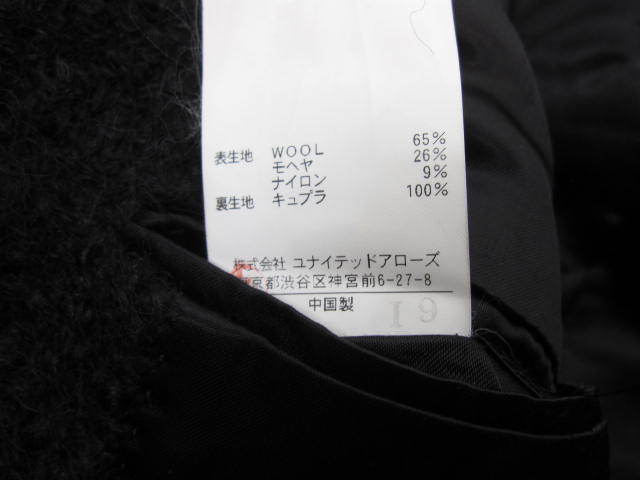 表生地 WOOL 65%
モヘヤ 26%
ナイロン 9%
裏生地 キュプラ 100%
株式会社 ユナイテッドアローズ
京都渋谷区神宮前6-27-8
中国製